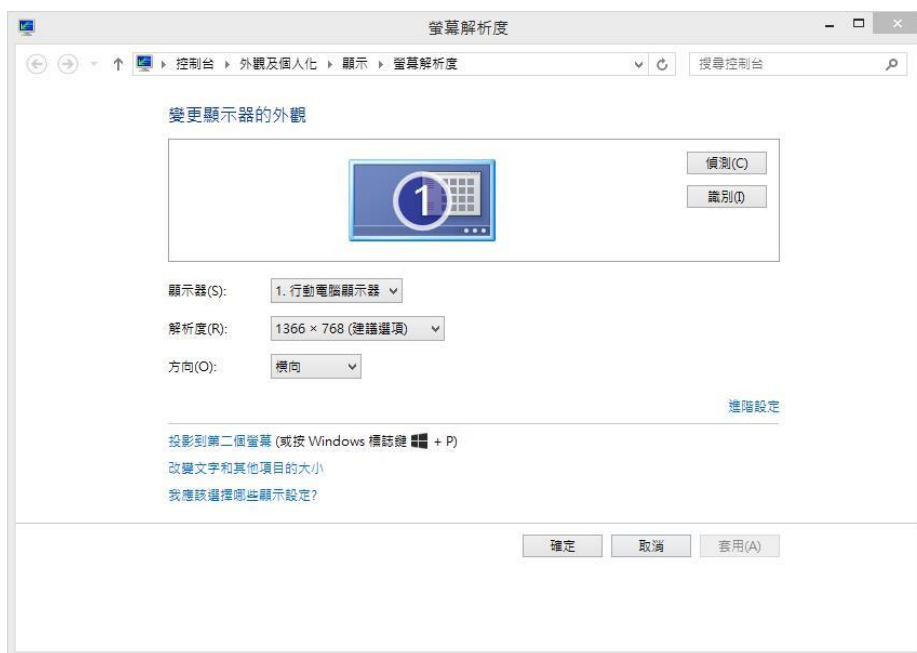 螢幕解析度
控制台 ▸ 外觀及個人化 ▸ 顯示 ▸ 螢幕解析度
搜尋控制台
變更顯示器的外觀
1
偵測(C)
識別(I)
顯示器(S): 1. 行動電腦顯示器
解析度(R): 1366 × 768 (建議選項)
方向(O): 橫向
進階設定
投影到第二個螢幕 (或按 Windows 標誌鍵 + P)
改變文字和其他項目的大小
我應該選擇哪些顯示設定?
確定 取消 套用(A)